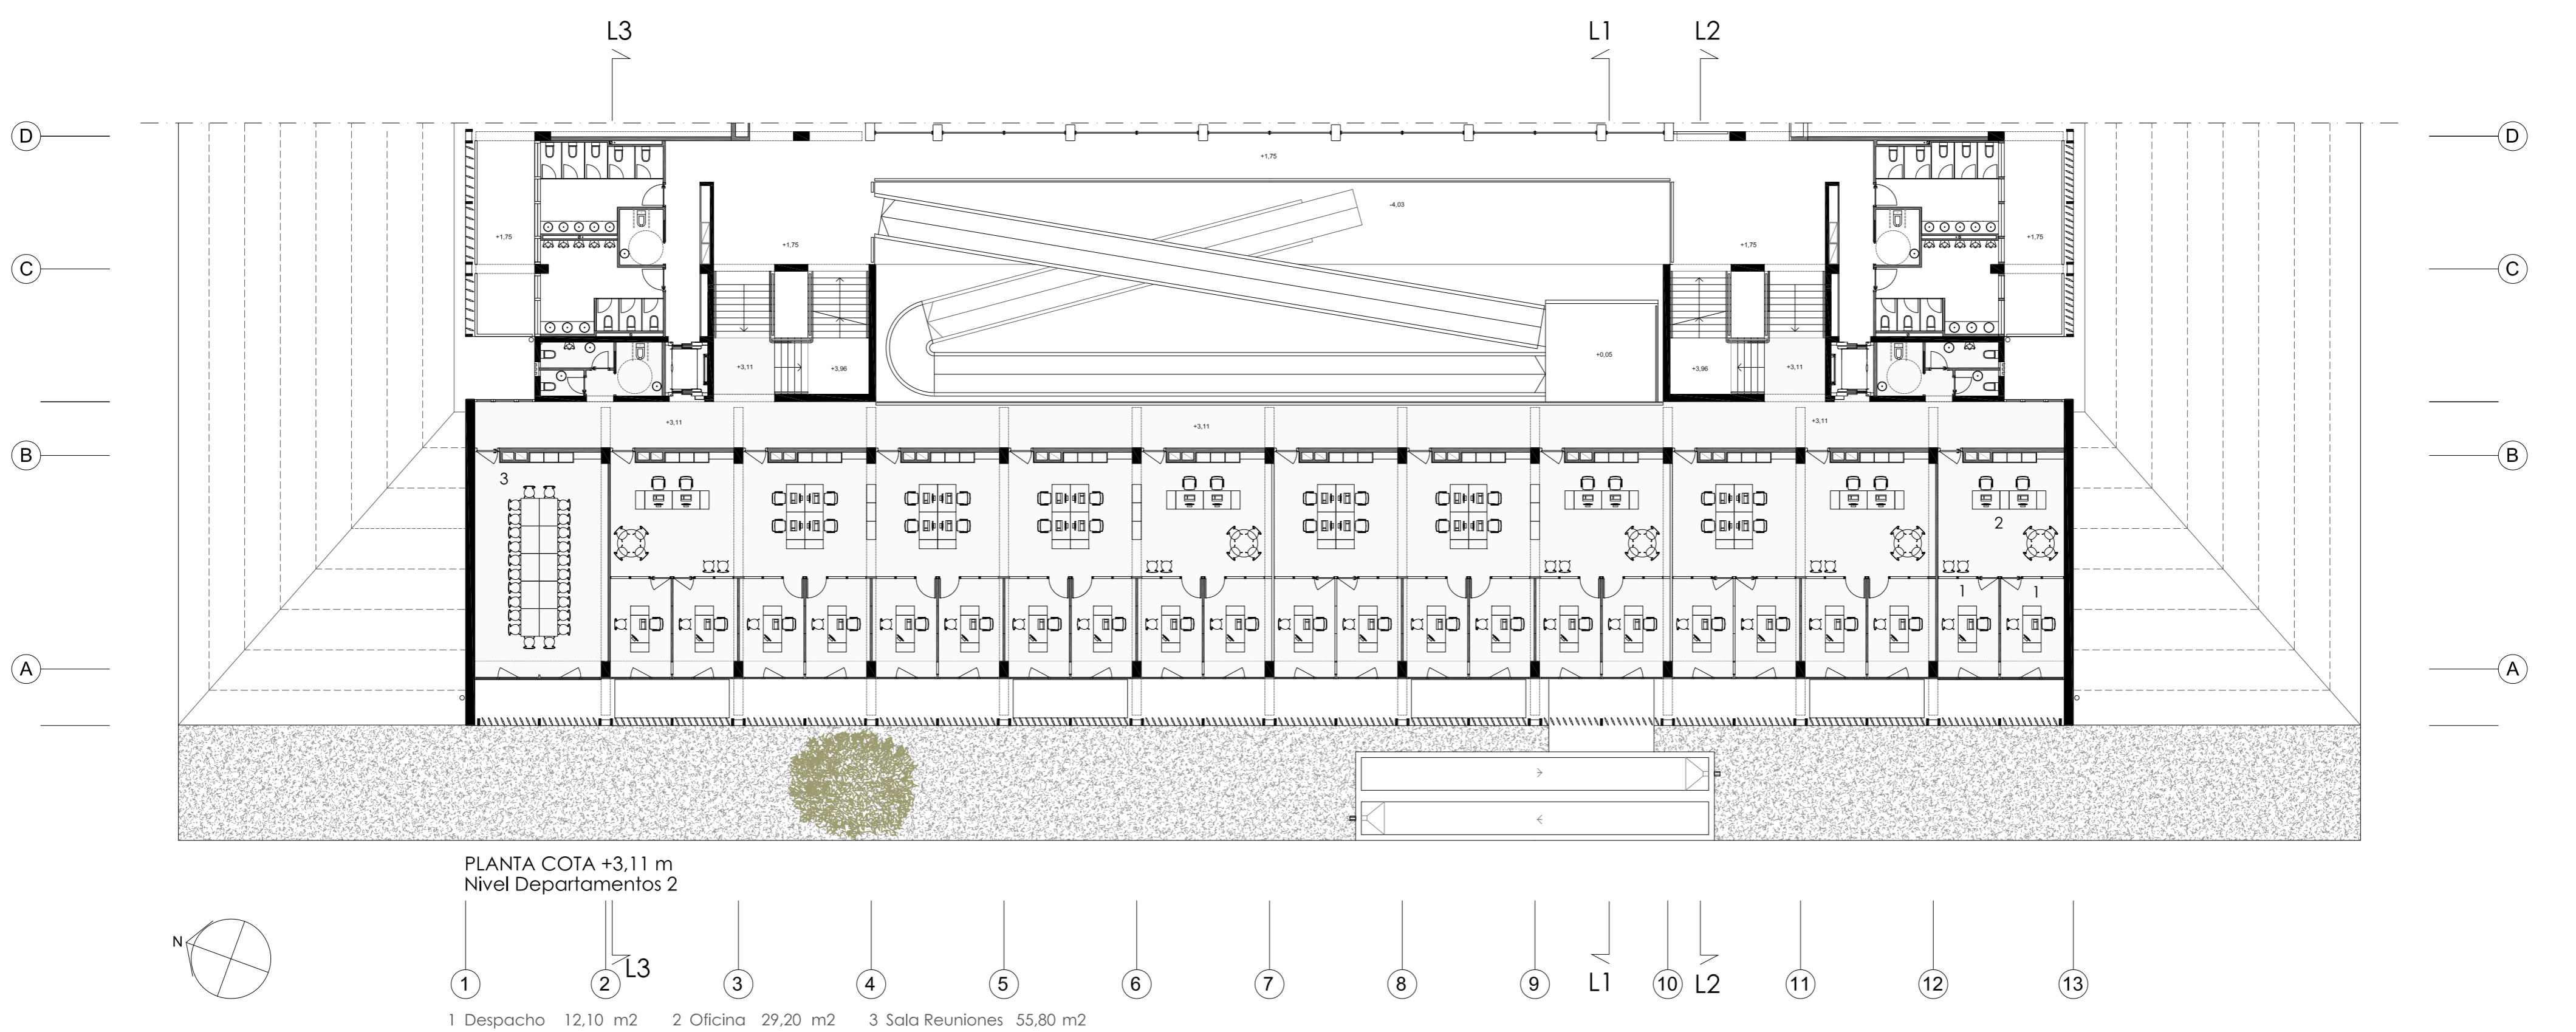 L3 L1 L2
D D
+1,75
-4,03
+1,75 +1,75 +1,75 +1,75
C C
+0,05
+3,11 +3,96 +3,96 +3,11
+3,11 +3,11 +3,11
B B
3
2
1 1
A A
PLANTA COTA +3,11 m
Nivel Departamentos 2
N
L3 L1 L2
1 2 3 4 5 6 7 8 9 10 11 12 13
1 Despacho 12,10 m2 2 Oficina 29,20 m2 3 Sala Reuniones 55,80 m2